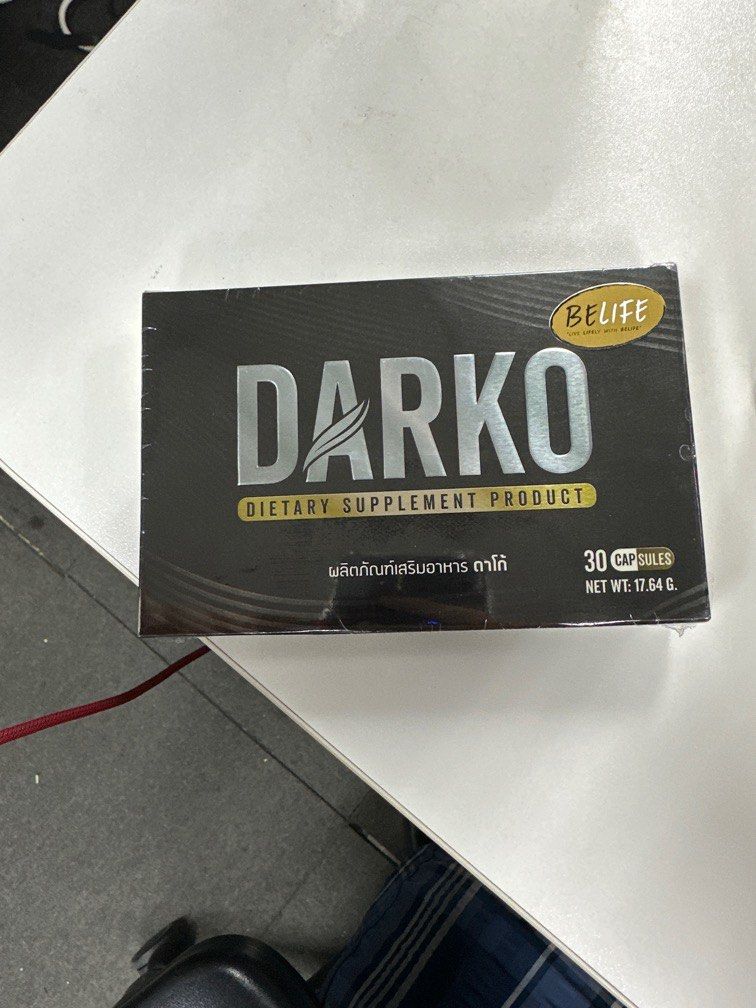 BELIFE
"LIVE LIFELY WITH BELIFE"
DARKO
DIETARY SUPPLEMENT PRODUCT
ผลิตภัณฑ์เสริมอาหาร ดาโก้
30 CAPSULES
NET WT: 17.64 G.